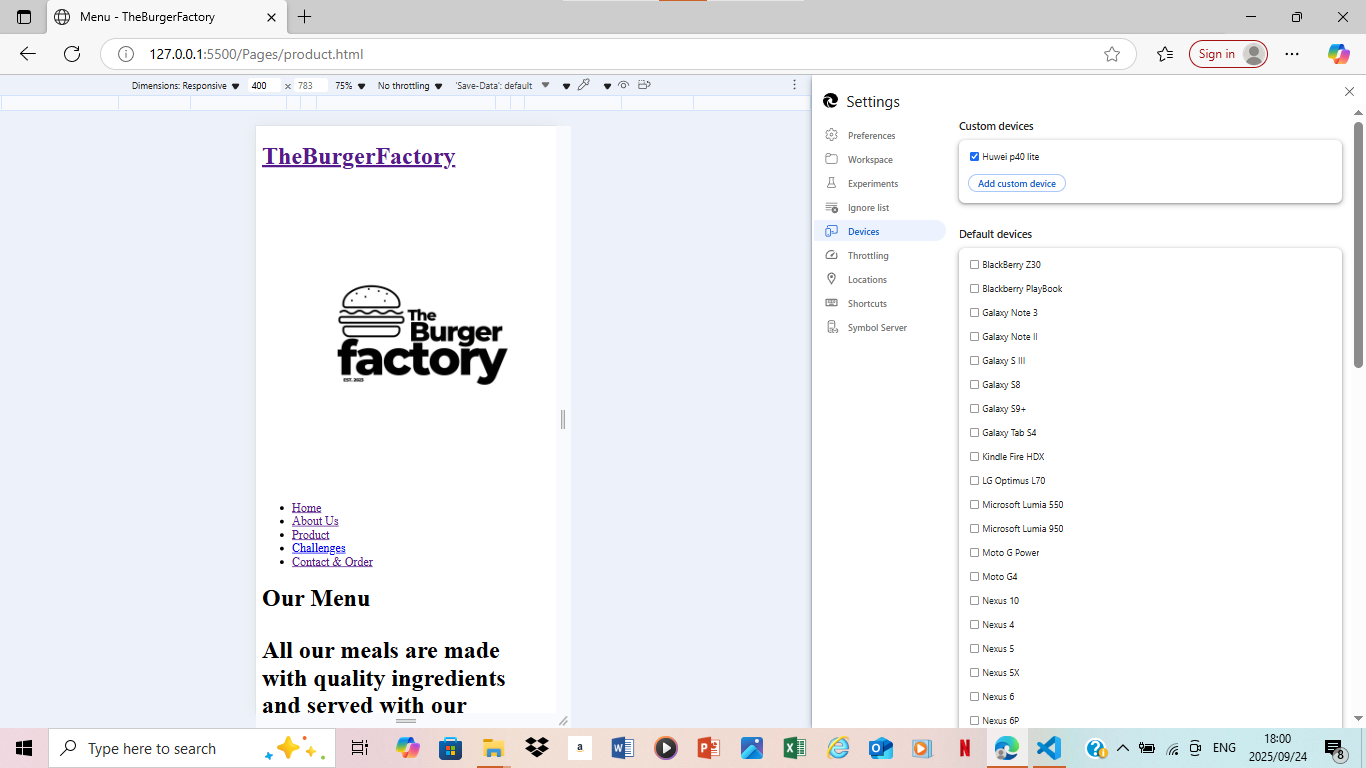 Menu - TheBurgerFactory
127.0.0.1:5500/Pages/product.html
Sign in
Dimensions: Responsive 400 × 783 75% No throttling 'Save-Data': default
TheBurgerFactory
The
Burger
factory
EST. 2023
Home
About Us
Product
Challenges
Contact & Order
Our Menu
All our meals are made
with quality ingredients
and served with our
Settings
Preferences
Workspace
Experiments
Ignore list
Devices
Throttling
Locations
Shortcuts
Symbol Server
Custom devices
Huwei p40 lite
Add custom device
Default devices
BlackBerry Z30
Blackberry PlayBook
Galaxy Note 3
Galaxy Note II
Galaxy S III
Galaxy S8
Galaxy S9+
Galaxy Tab S4
Kindle Fire HDX
LG Optimus L70
Microsoft Lumia 550
Microsoft Lumia 950
Moto G Power
Moto G4
Nexus 10
Nexus 4
Nexus 5
Nexus 5X
Nexus 6
Nexus 6P
Type here to search
ENG
18:00
2025/09/24
8